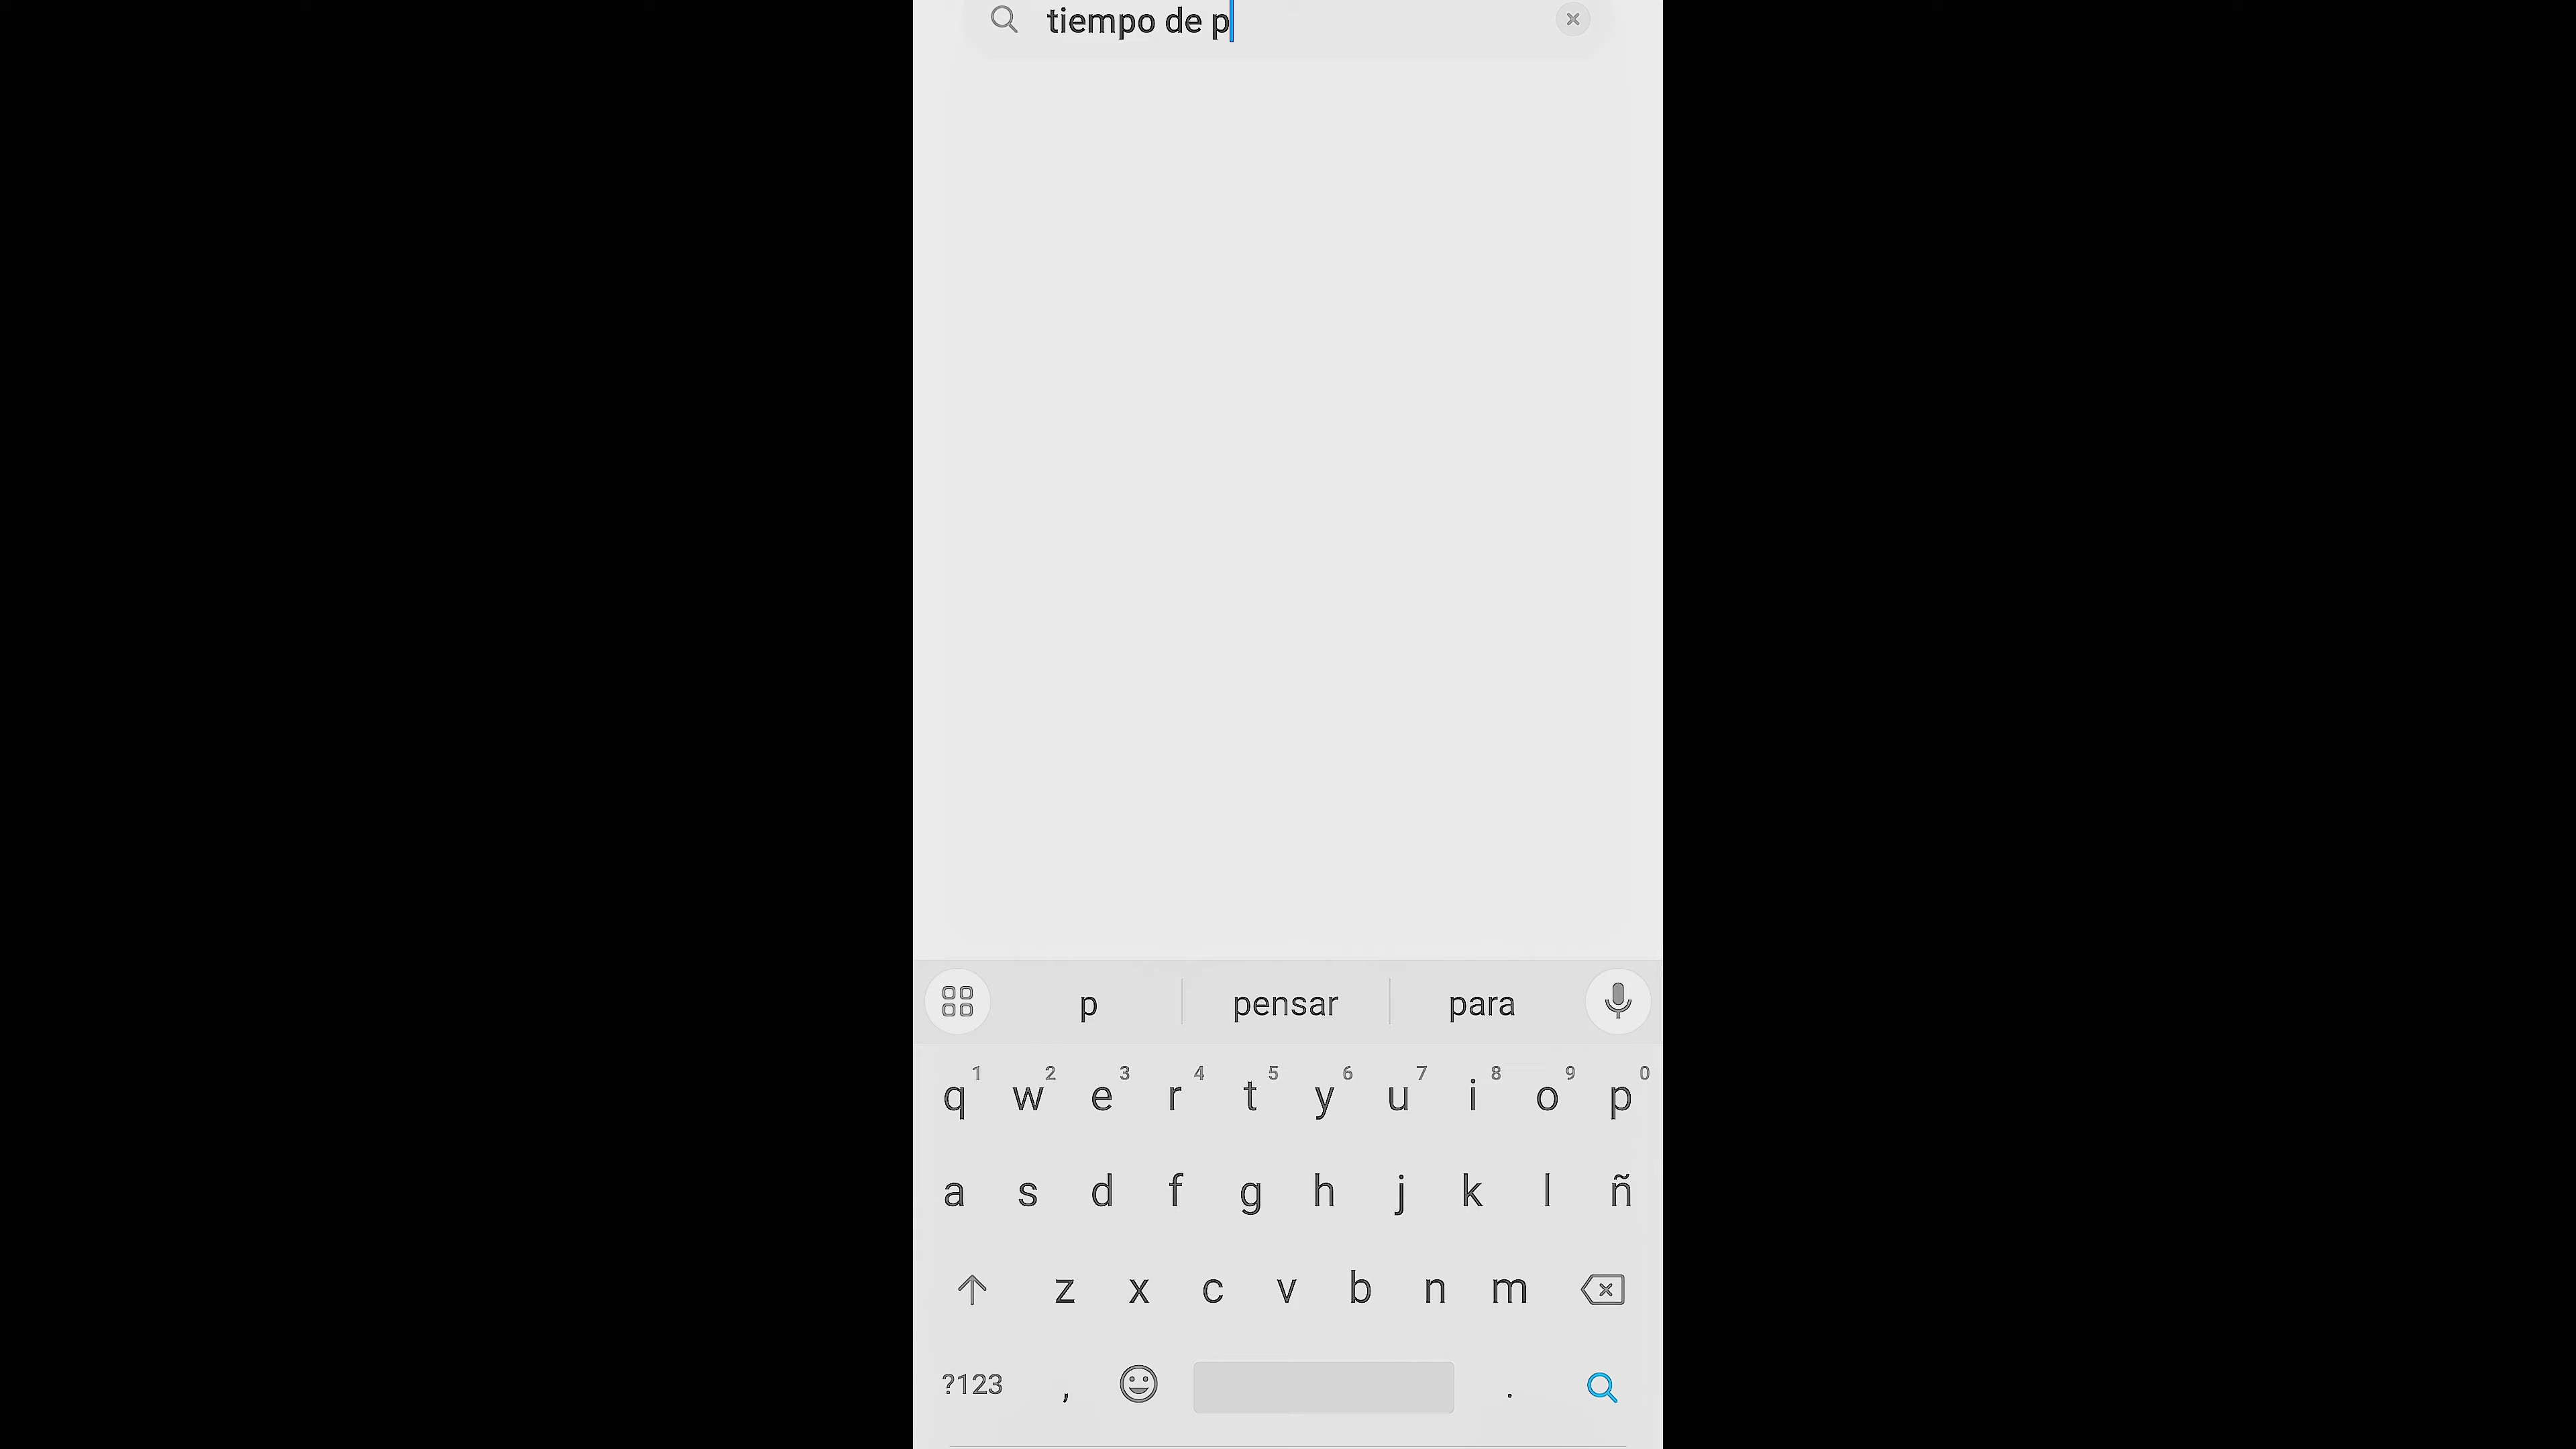 tiempo de p
p pensar para
1 2 3 4 5 6 7 8 9 0
q w e r t y u i o p
a s d f g h j k l ñ
z x c v b n m
?123 , .